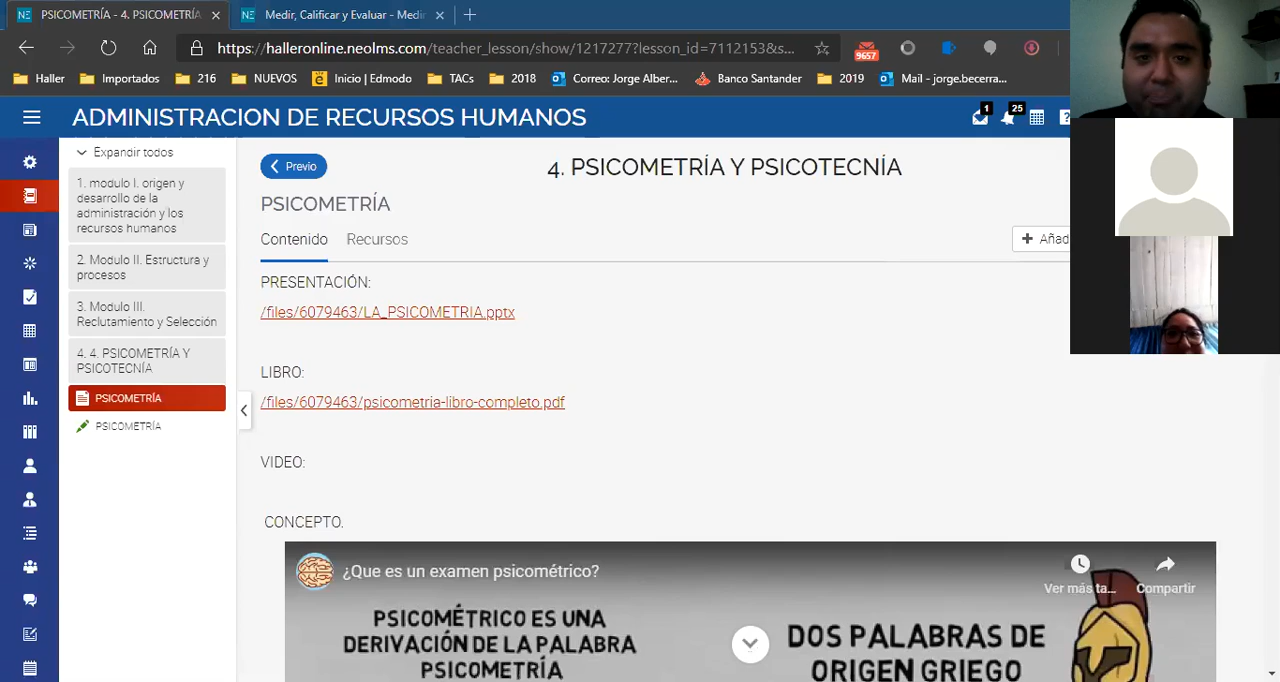 PSICOMETRÍA - 4. PSICOMETRÍA
Medir, Calificar y Evaluar - Medir
https://halleronline.neolms.com/teacher_lesson/show/1217277?lesson_id=7112153&s...
9657
Haller
Importados
216
NUEVOS
Inicio | Edmodo
TACs
2018
Correo: Jorge Alber...
Banco Santander
2019
Mail - jorge.becerra...
ADMINISTRACION DE RECURSOS HUMANOS
1
25
?
Expandir todos
1. modulo I. origen y
desarrollo de la
administración y los
recursos humanos
2. Modulo II. Estructura y
procesos
3. Modulo III.
Reclutamiento y Selección
4. 4. PSICOMETRÍA Y
PSICOTECNÍA
PSICOMETRÍA
PSICOMETRÍA
Previo
4. PSICOMETRÍA Y PSICOTECNÍA
PSICOMETRÍA
Contenido
Recursos
+ Añad
PRESENTACIÓN:
/files/6079463/LA_PSICOMETRIA.pptx
LIBRO:
/files/6079463/psicometria-libro-completo.pdf
VIDEO:
CONCEPTO.
¿Que es un examen psicométrico?
Ver más ta...
Compartir
PSICOMÉTRICO ES UNA
DERIVACIÓN DE LA PALABRA
PSICOMETRÍA
DOS PALABRAS DE
ORIGEN GRIEGO